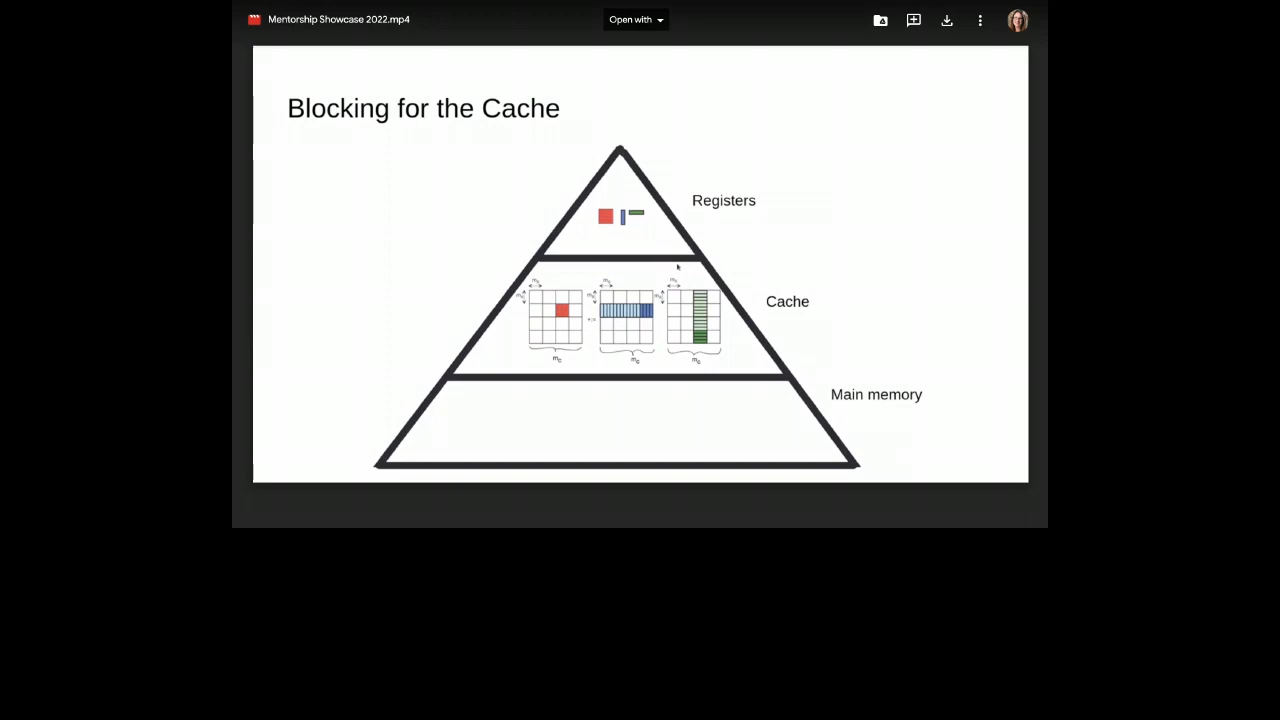 Mentorship Showcase 2022.mp4
Open with
Blocking for the Cache
Registers
Cache
Main memory